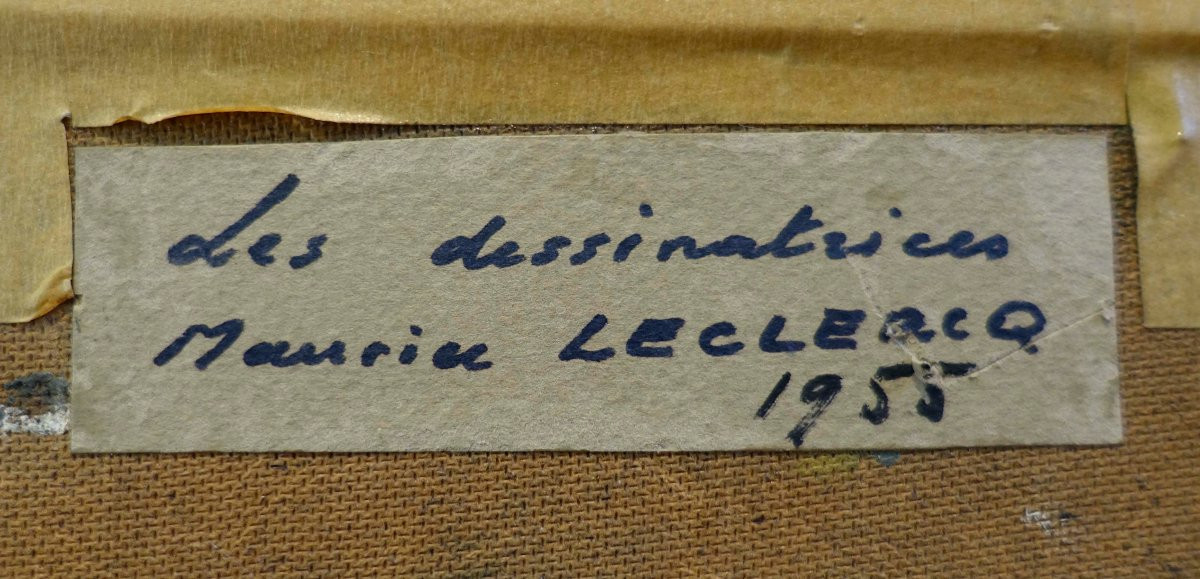 Les dessinatrices
Maurice LECLERCQ
1955